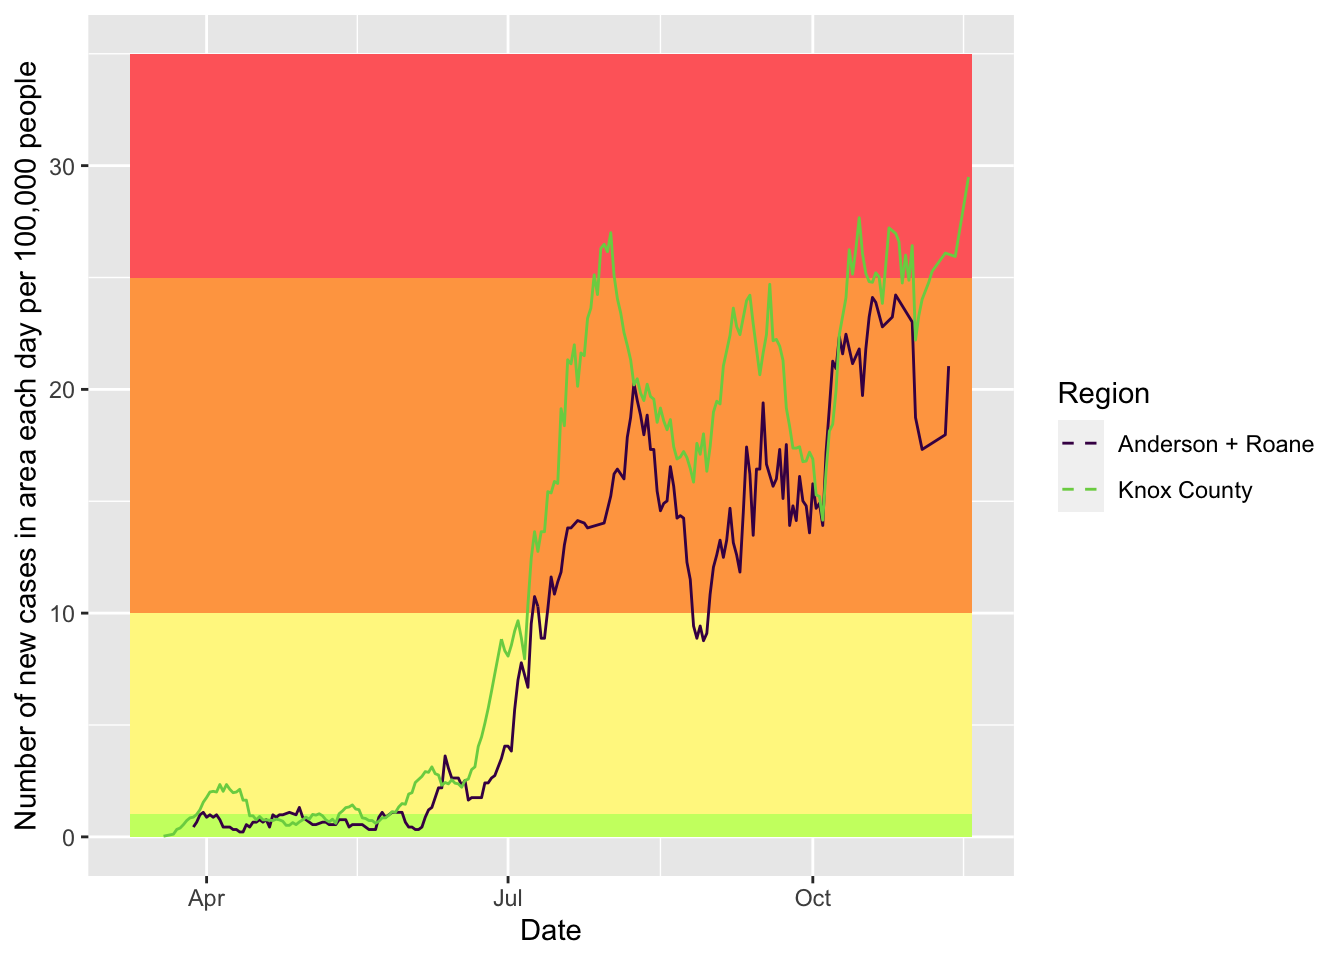 Number of new cases in area each day per 100,000 people
30
20
10
0
Apr
Jul
Oct
Date
Region
Anderson + Roane
Knox County